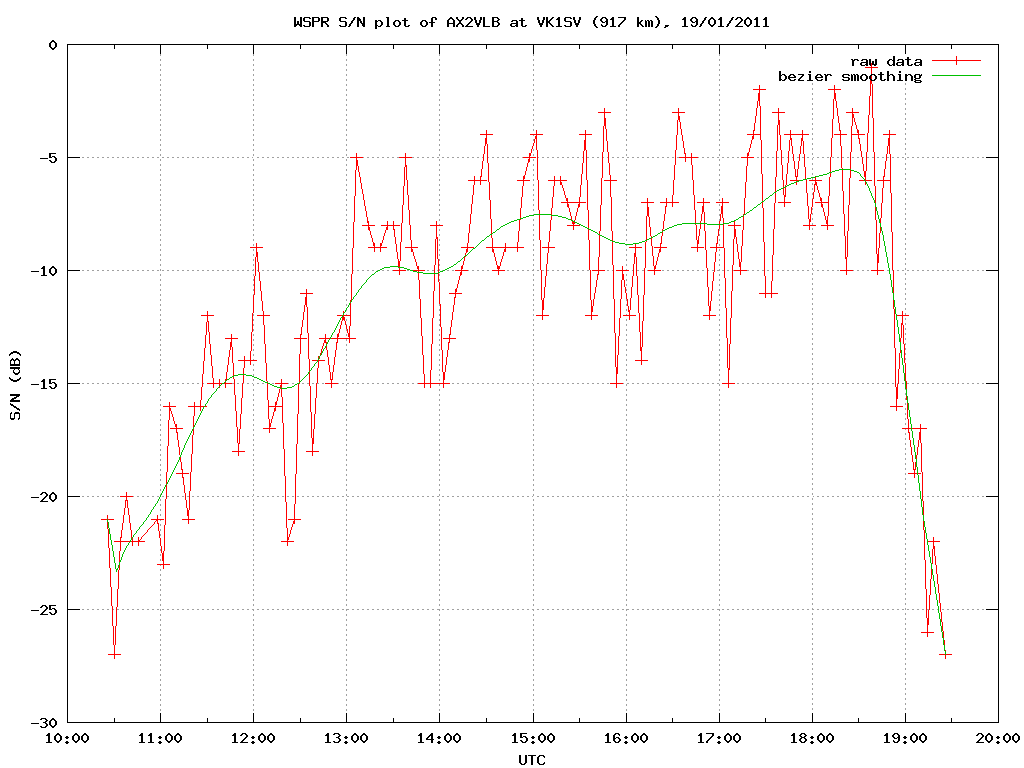 WSPR S/N plot of AX2VLB at VK1SV (917 km), 19/01/2011
raw data
bezier smoothing
S/N (dB)
0
-5
-10
-15
-20
-25
-30
10:00 11:00 12:00 13:00 14:00 15:00 16:00 17:00 18:00 19:00 20:00
UTC